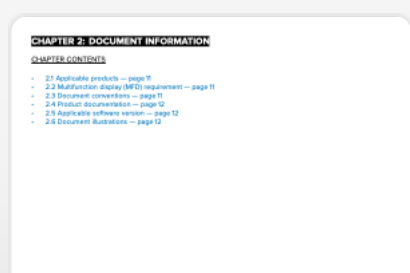 CHAPTER 2: DOCUMENT INFORMATION
CHAPTER CONTENTS
• 2.1 Applicable products — page 11
• 2.2 Multifunction display (MFD) requirement — page 11
• 2.3 Document conventions — page 11
• 2.4 Product documentation — page 12
• 2.5 Applicable software version — page 12
• 2.6 Document illustrations — page 12